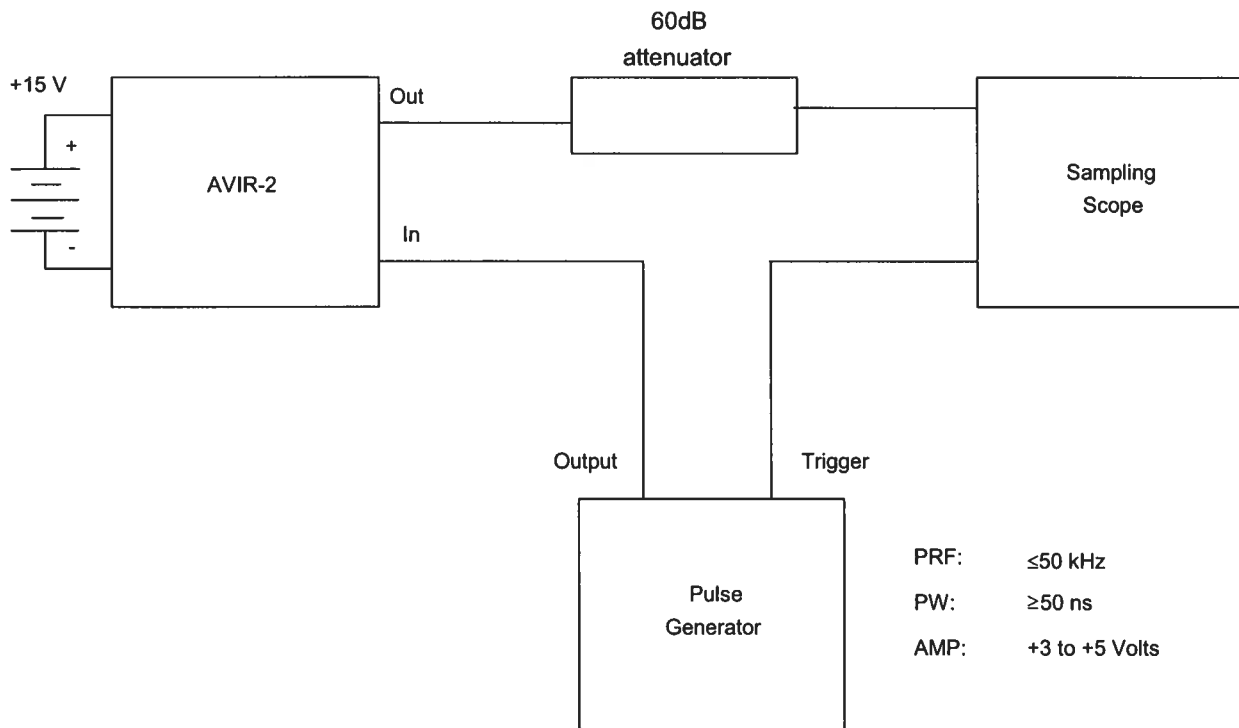 60dB
attenuator
+15 V
Out
+
AVIR-2
Sampling
Scope
-
In
Output
Trigger
Pulse
Generator
PRF: ≤50 kHz
PW: ≥50 ns
AMP: +3 to +5 Volts